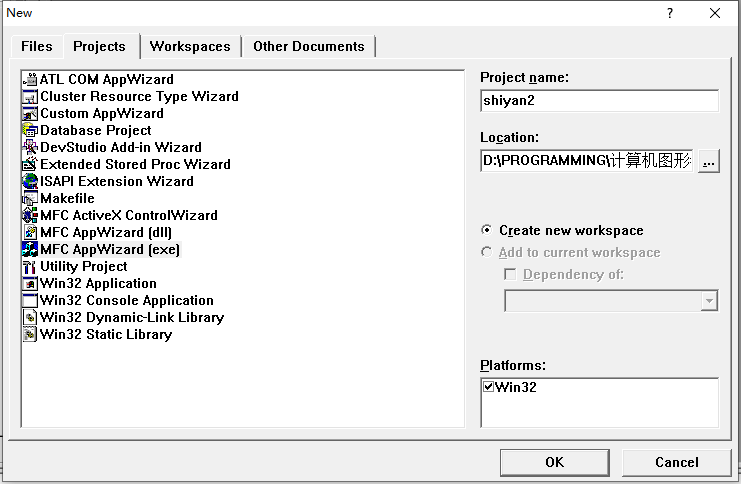 New
Files
Projects
Workspaces
Other Documents
ATL COM AppWizard
Cluster Resource Type Wizard
Custom AppWizard
Database Project
DevStudio Add-in Wizard
Extended Stored Proc Wizard
ISAPI Extension Wizard
Makefile
MFC ActiveX ControlWizard
MFC AppWizard (dll)
MFC AppWizard (exe)
Utility Project
Win32 Application
Win32 Console Application
Win32 Dynamic-Link Library
Win32 Static Library
Project name:
shiyan2
Location:
D:\PROGRAMMING\计算机图形
...
Create new workspace
Add to current workspace
Dependency of:
Platforms:
Win32
OK
Cancel